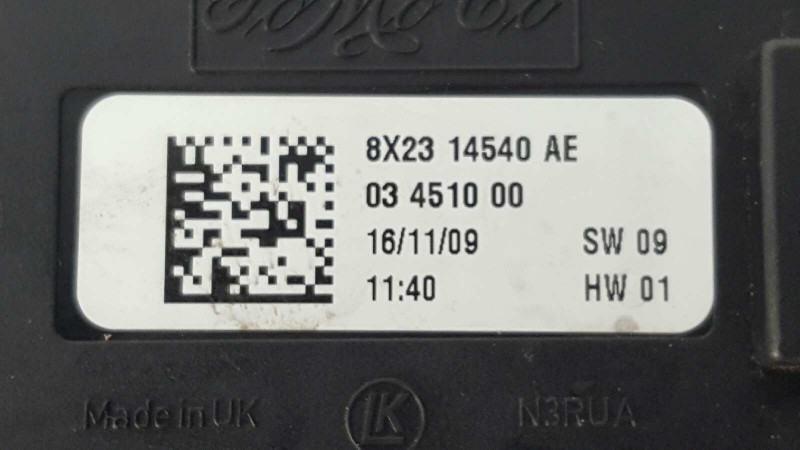 FoMoCo
8X23 14540 AE
03 4510 00
16/11/09 SW 09
11:40 HW 01
Made in UK LK N3RUA